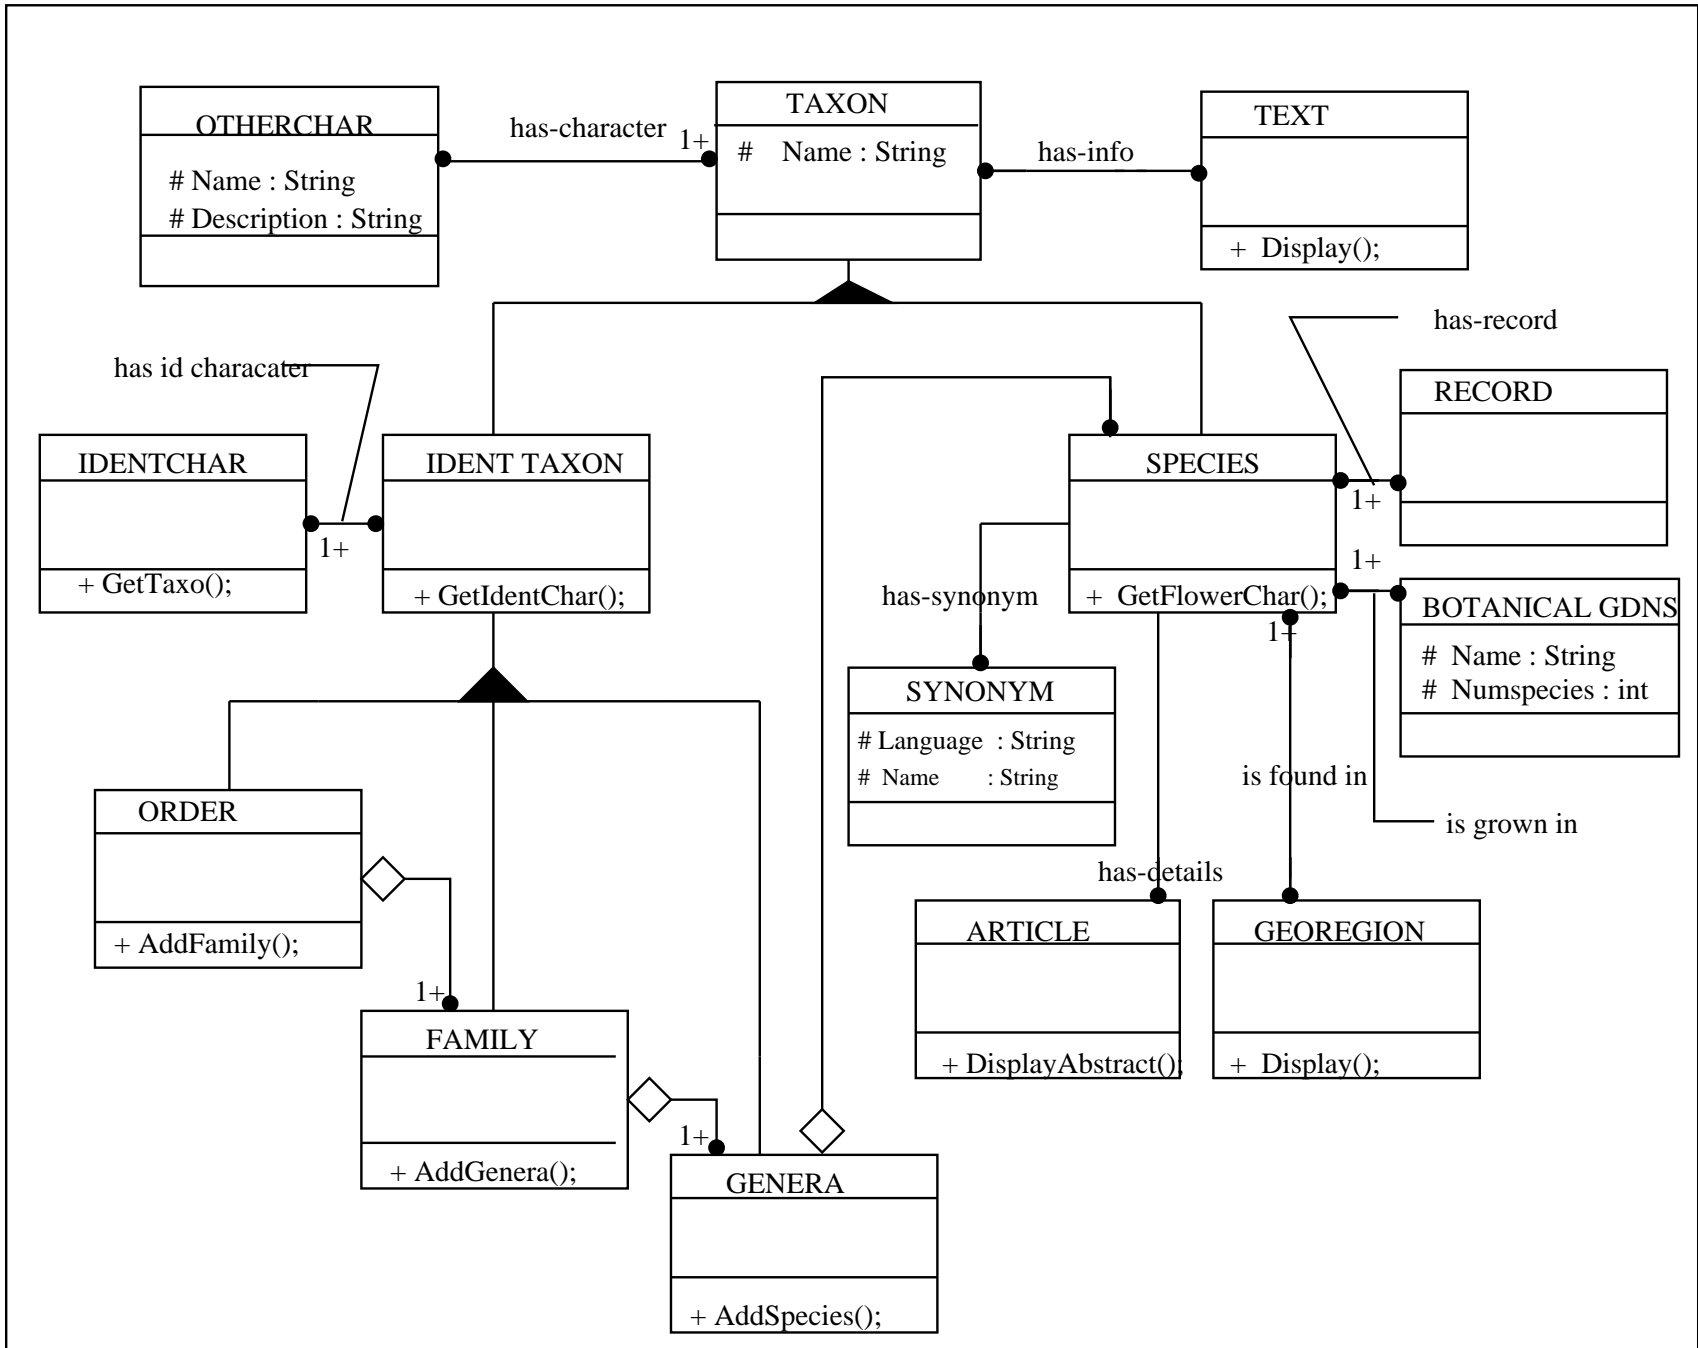 TAXON
# Name : String
OTHERCHAR
# Name : String
# Description : String
has-character
1+
has-info
TEXT
+ Display();
has-record
has id characater
RECORD
IDENTCHAR
+ GetTaxo();
1+
IDENT TAXON
+ GetIdentChar();
SPECIES
+ GetFlowerChar();
1+
1+
1+
has-synonym
BOTANICAL GDNS
# Name : String
# Numspecies : int
SYNONYM
# Language : String
# Name : String
is found in
is grown in
ORDER
+ AddFamily();
has-details
ARTICLE
+ DisplayAbstract();
GEOREGION
+ Display();
1+
FAMILY
+ AddGenera();
1+
GENERA
+ AddSpecies();